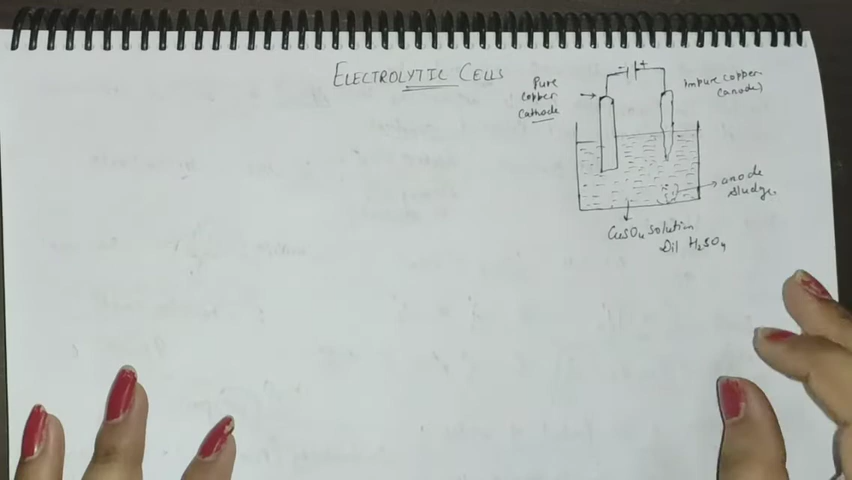 ELECTROLYTIC CELLS
Pure
copper
cathode
- +
Impure copper
(anode)
anode
sludge.
CuSO4 solution
Dil H2SO4